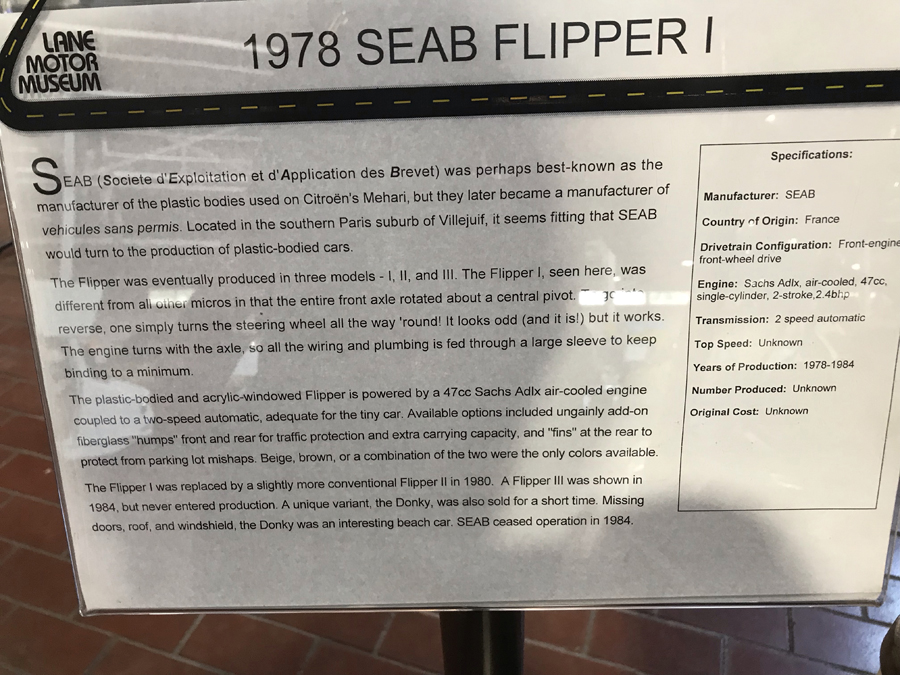 LANE
MOTOR
MUSEUM
1978 SEAB FLIPPER I
SEAB (Societe d'Exploitation et d'Application des Brevet) was perhaps best-known as the
manufacturer of the plastic bodies used on Citroën's Mehari, but they later became a manufacturer of
vehicules sans permis. Located in the southern Paris suburb of Villejuif, it seems fitting that SEAB
would turn to the production of plastic-bodied cars.
The Flipper was eventually produced in three models - I, II, and III. The Flipper I, seen here, was
different from all other micros in that the entire front axle rotated about a central pivot.
reverse, one simply turns the steering wheel all the way 'round! It looks odd (and it is!) but it works.
The engine turns with the axle, so all the wiring and plumbing is fed through a large sleeve to keep
binding to a minimum.
The plastic-bodied and acrylic-windowed Flipper is powered by a 47cc Sachs Adlx air-cooled engine
coupled to a two-speed automatic, adequate for the tiny car. Available options included ungainly add-on
fiberglass "humps" front and rear for traffic protection and extra carrying capacity, and "fins" at the rear to
protect from parking lot mishaps. Beige, brown, or a combination of the two were the only colors available.
The Flipper I was replaced by a slightly more conventional Flipper II in 1980. A Flipper III was shown in
1984, but never entered production. A unique variant, the Donky, was also sold for a short time. Missing
doors, roof, and windshield, the Donky was an interesting beach car. SEAB ceased operation in 1984.
Specifications:
Manufacturer: SEAB
Country of Origin: France
Drivetrain Configuration: Front-engine
front-wheel drive
Engine: Sachs Adlx, air-cooled, 47cc,
single-cylinder, 2-stroke,2.4bhp
Transmission: 2 speed automatic
Top Speed: Unknown
Years of Production: 1978-1984
Number Produced: Unknown
Original Cost: Unknown